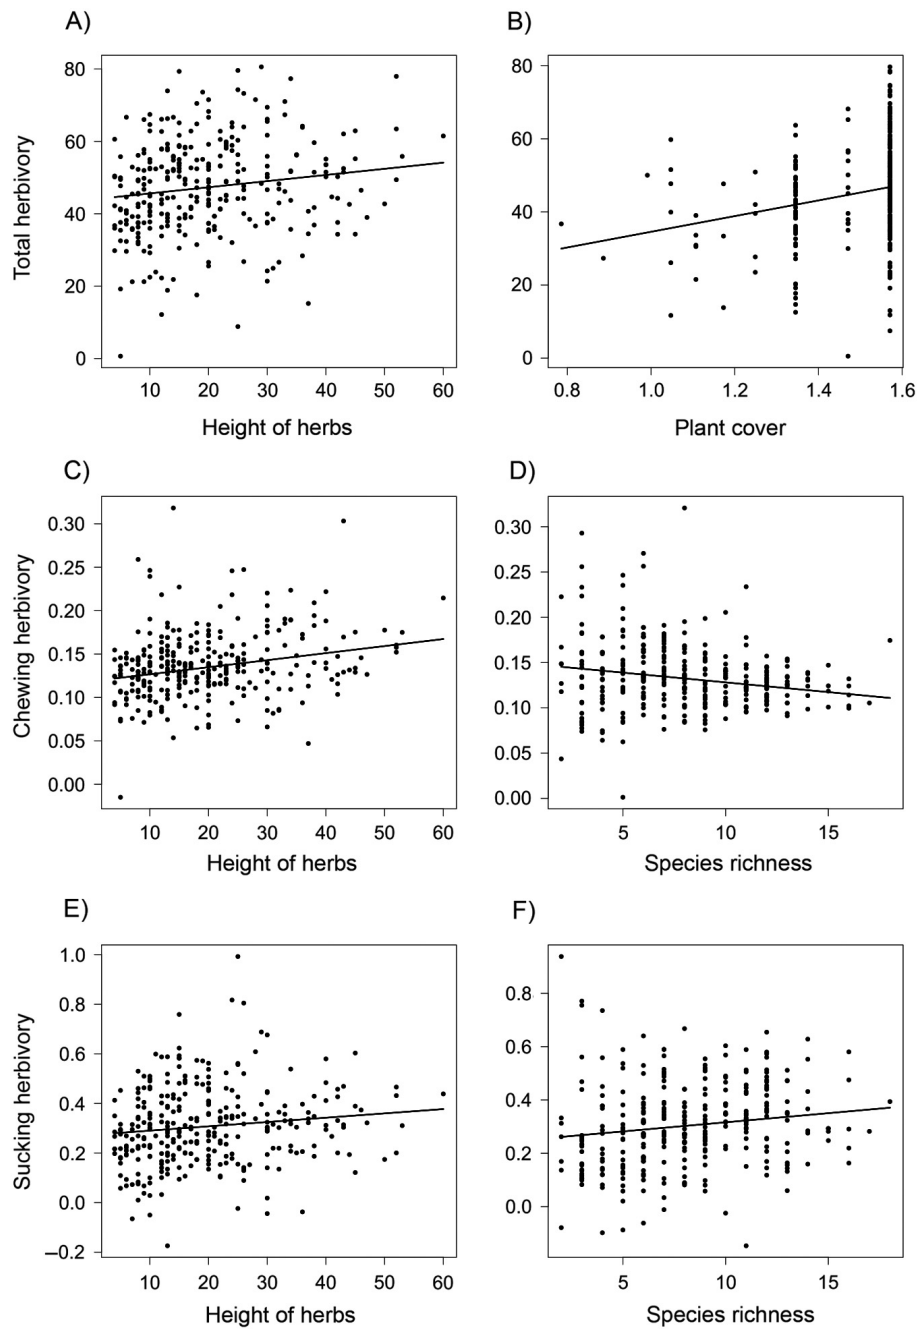 A)
B)
80
60
40
20
0
Total herbivory
10 20 30 40 50 60
Height of herbs
80
60
40
20
0
0.8 1.0 1.2 1.4 1.6
Plant cover
C)
D)
0.30
0.25
0.20
0.15
0.10
0.05
0.00
Chewing herbivory
10 20 30 40 50 60
Height of herbs
0.30
0.25
0.20
0.15
0.10
0.05
0.00
5 10 15
Species richness
E)
F)
1.0
0.8
0.6
0.4
0.2
0.0
–0.2
Sucking herbivory
10 20 30 40 50 60
Height of herbs
0.8
0.6
0.4
0.2
0.0
5 10 15
Species richness